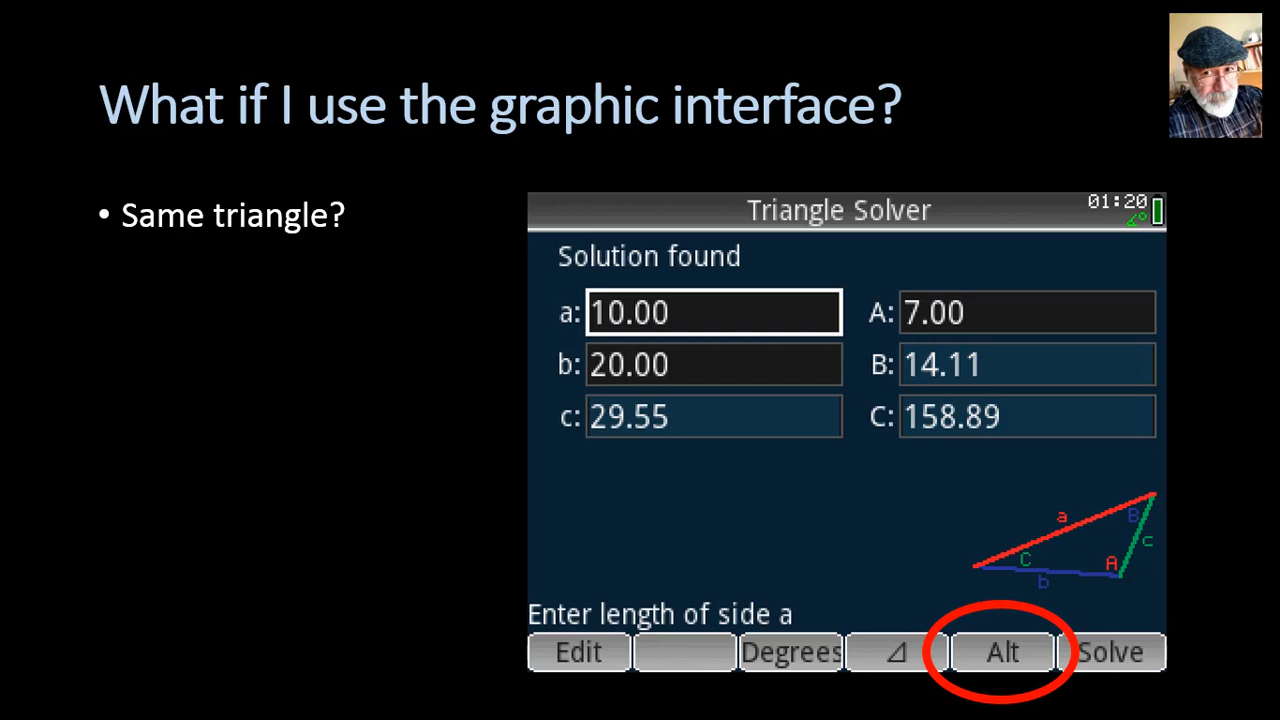 What if I use the graphic interface?
• Same triangle?
Triangle Solver
01:20
Solution found
a: 10.00 A: 7.00
b: 20.00 B: 14.11
c: 29.55 C: 158.89
a
B
c
C
A
b
Enter length of side a
Edit Degrees Alt Solve